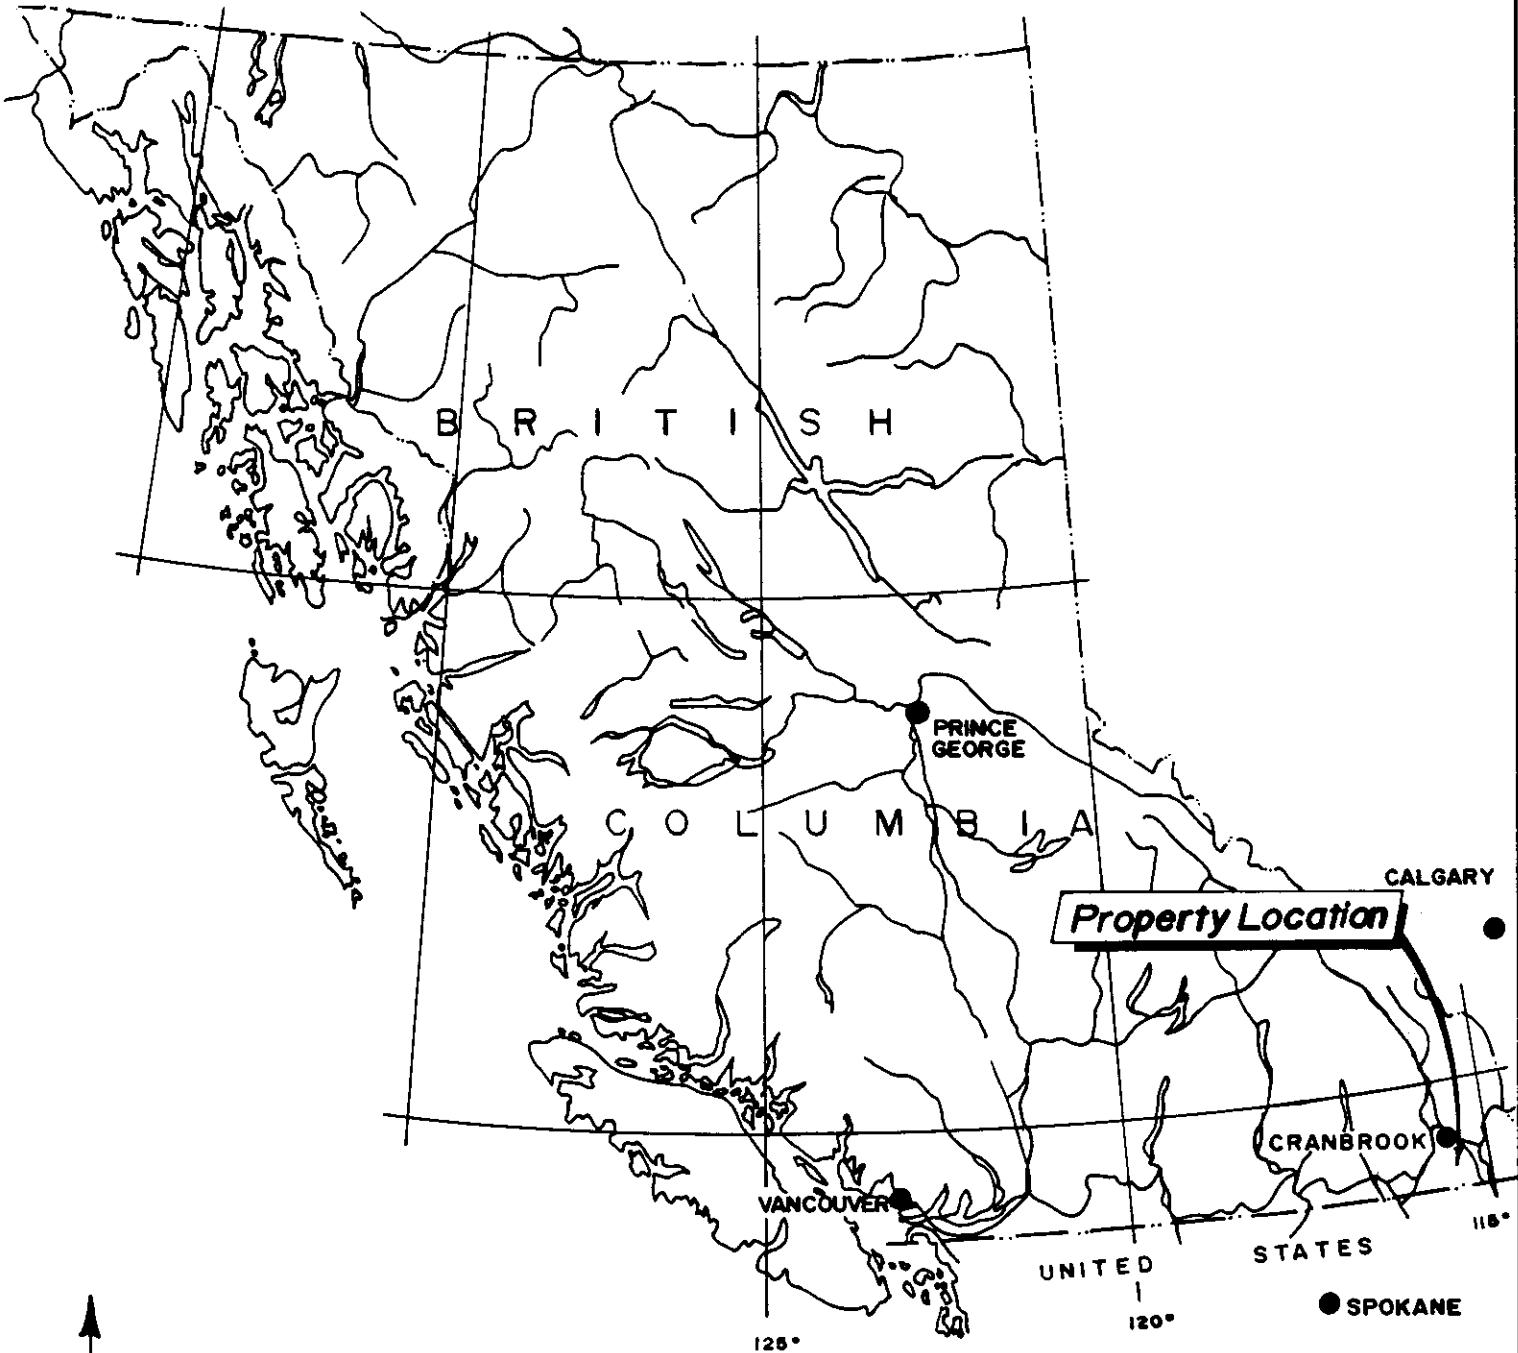 BRITISH
PRINCE
GEORGE
COLUMBIA
CALGARY
Property Location
CRANBROOK
VANCOUVER
115°
UNITED STATES
SPOKANE
120°
125°